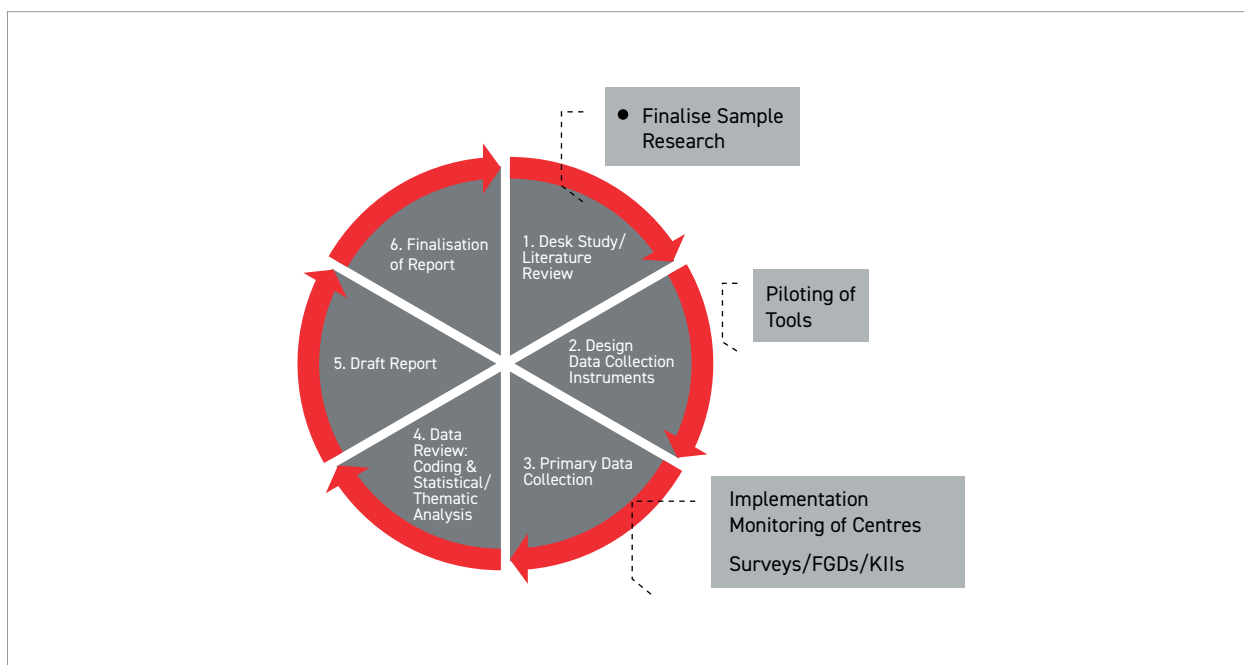 ● Finalise Sample
Research
1. Desk Study/
Literature
Review
Piloting of
Tools
2. Design
Data Collection
Instruments
Implementation
Monitoring of Centres
Surveys/FGDs/KIIs
3. Primary Data
Collection
4. Data
Review:
Coding &
Statistical/
Thematic
Analysis
5. Draft Report
6. Finalisation
of Report